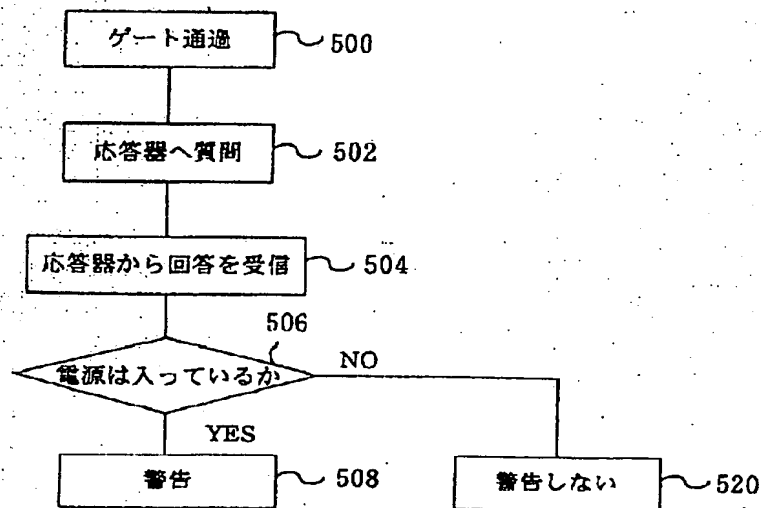 ゲート通過
500
応答器へ質問
502
応答器から回答を受信
504
506
電源は入っているか
NO
YES
警告
508
警告しない
520